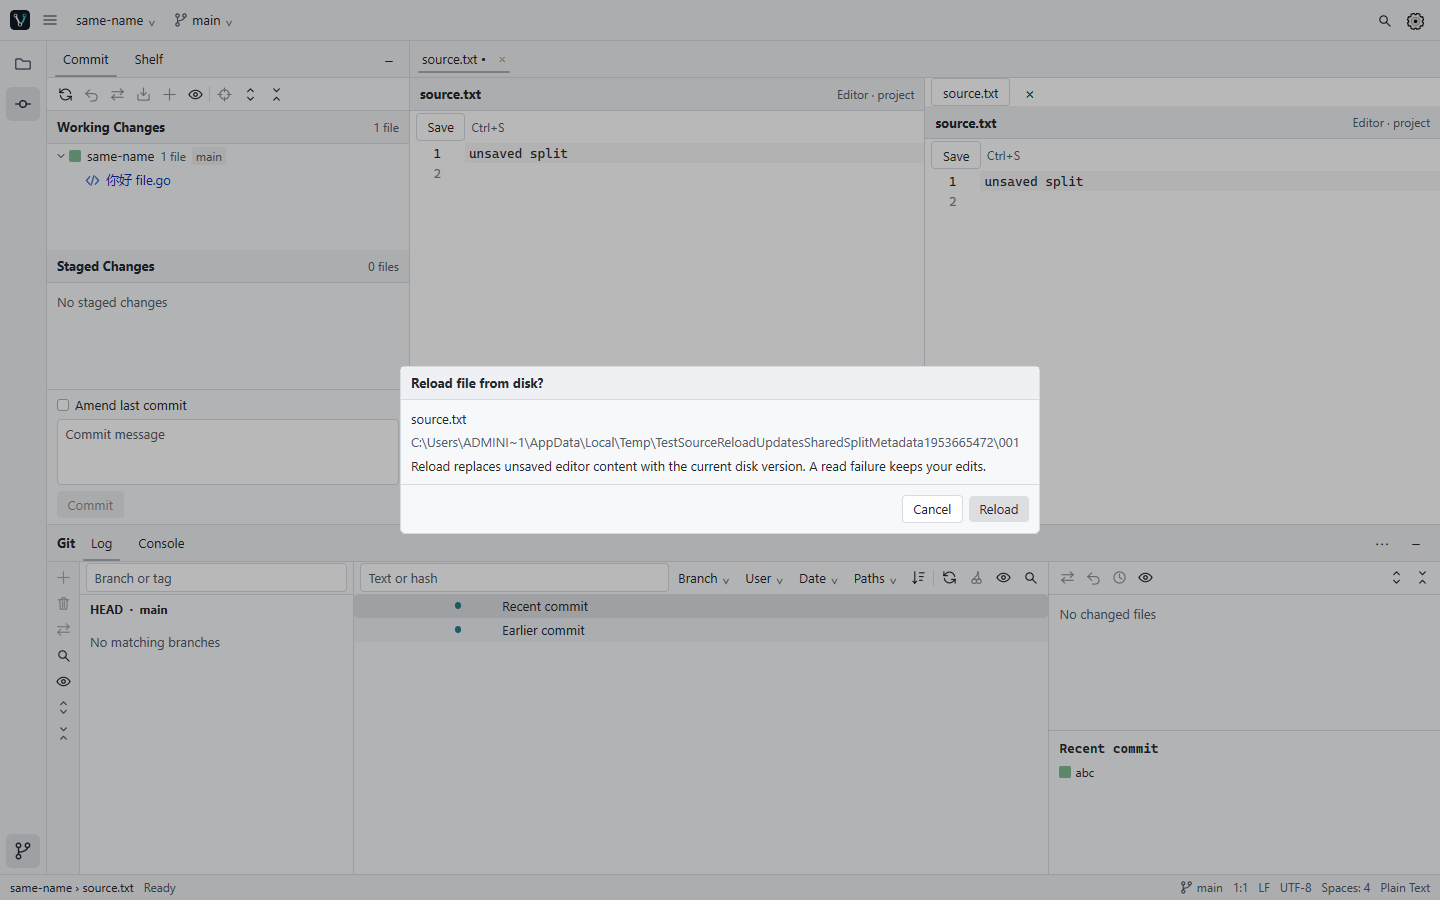 same-name main
Commit Shelf
source.txt •
Working Changes 1 file
same-name 1 file main
你好 file.go
Staged Changes 0 files
No staged changes
Amend last commit
Commit message
Commit
source.txt Editor · project
Save Ctrl+S
1 unsaved split
2
source.txt
source.txt Editor · project
Save Ctrl+S
1 unsaved split
2
Reload file from disk?
source.txt
C:\Users\ADMINI~1\AppData\Local\Temp\TestSourceReloadUpdatesSharedSplitMetadata1953665472\001
Reload replaces unsaved editor content with the current disk version. A read failure keeps your edits.
Cancel Reload
Git Log Console
Branch or tag
HEAD · main
No matching branches
Text or hash Branch User Date Paths
Recent commit
Earlier commit
No changed files
Recent commit
abc
same-name › source.txt Ready
main 1:1 LF UTF-8 Spaces: 4 Plain Text